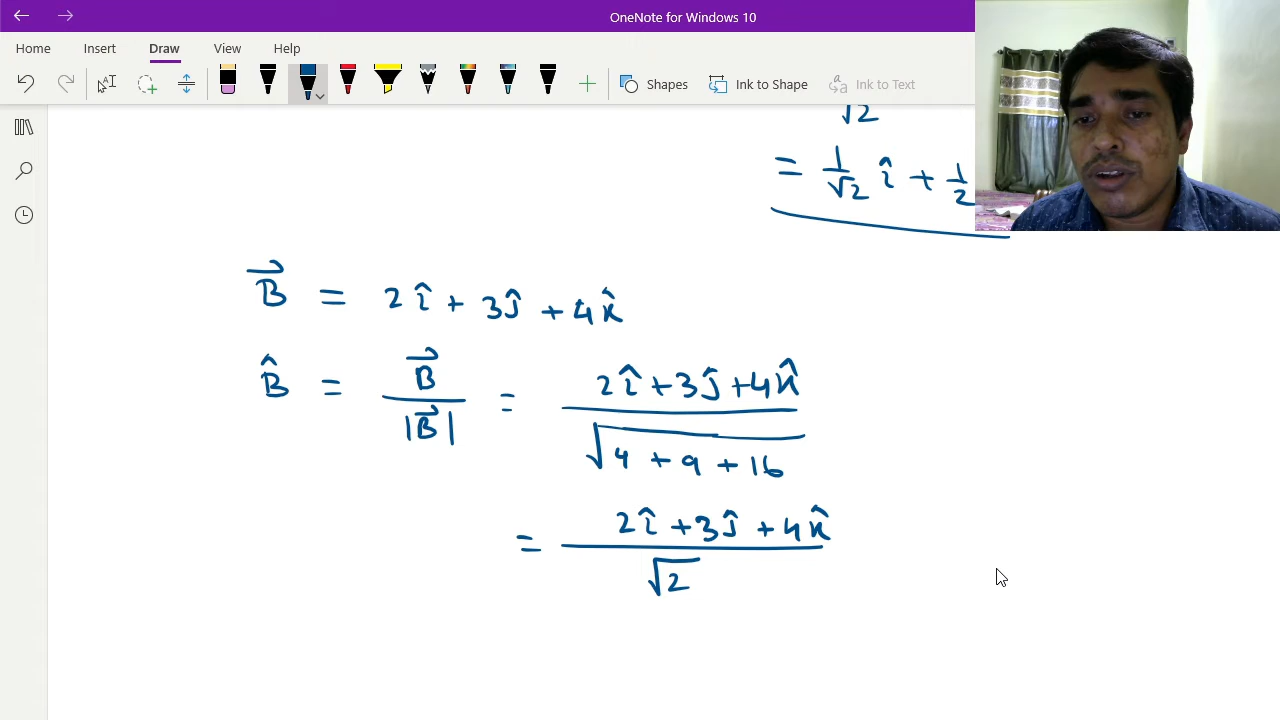 OneNote for Windows 10
Home Insert Draw View Help
Shapes Ink to Shape Ink to Text
√2
= 1/√2 î + 1/2
B⃗ = 2î + 3ĵ + 4k̂
B̂ = B⃗/|B⃗| = (2î + 3ĵ + 4k̂)/√(4 + 9 + 16)
= (2î + 3ĵ + 4k̂)/√2